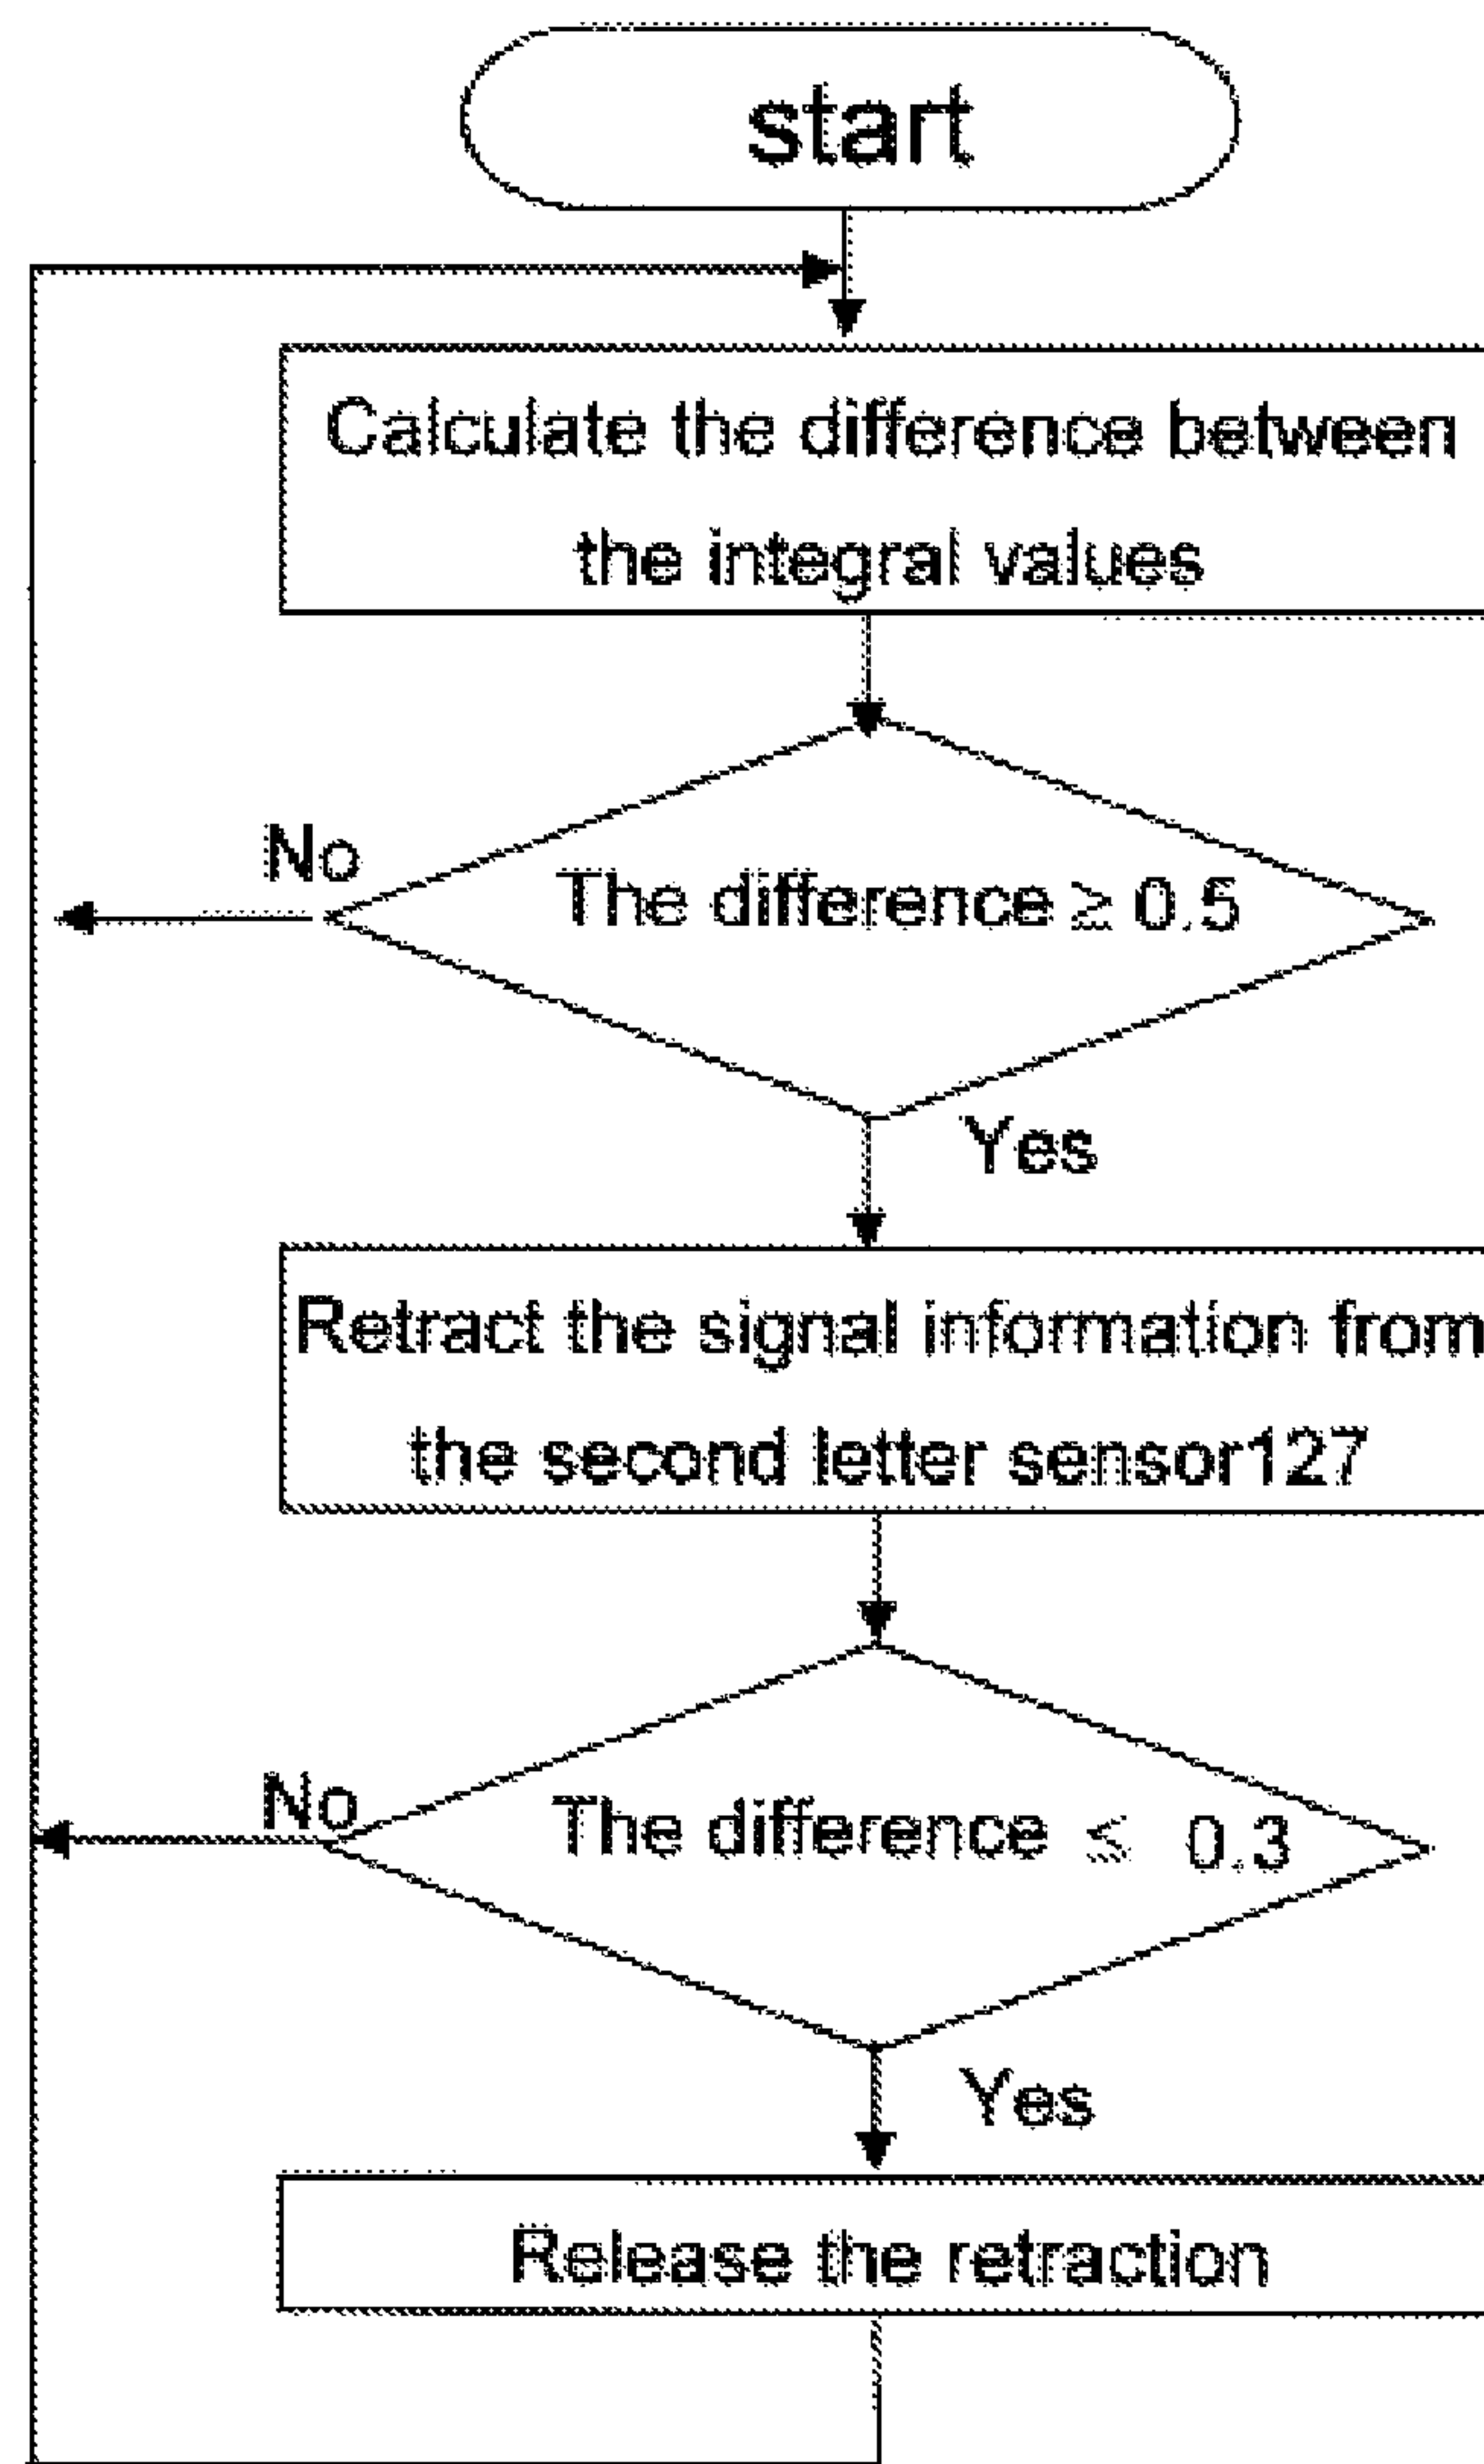 start
Calculate the difference between
the integral values
No
The difference ≥ 0.5
Yes
Retract the signal information from
the second letter sensor127
No
The difference ≤ 0.3
Yes
Release the retraction